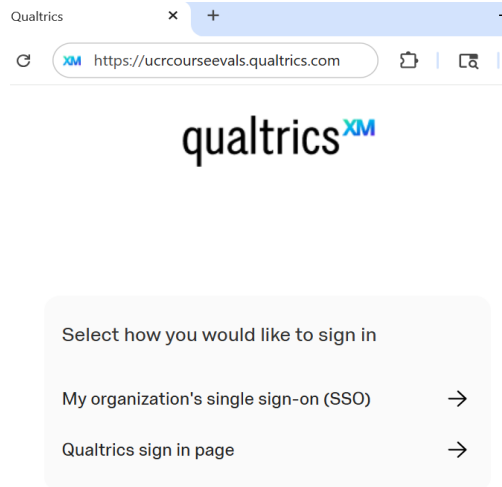 Qualtrics
XM https://ucrcourseevals.qualtrics.com
qualtrics XM
Select how you would like to sign in
My organization's single sign-on (SSO)
Qualtrics sign in page